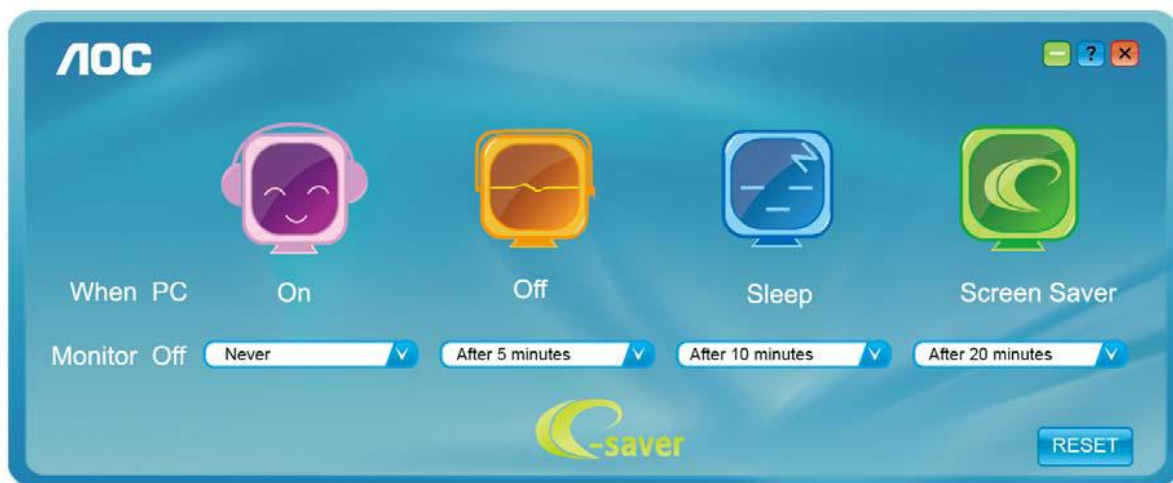 AOC
?
When PC On Off Sleep Screen Saver
Monitor Off Never After 5 minutes After 10 minutes After 20 minutes
e-saver
RESET